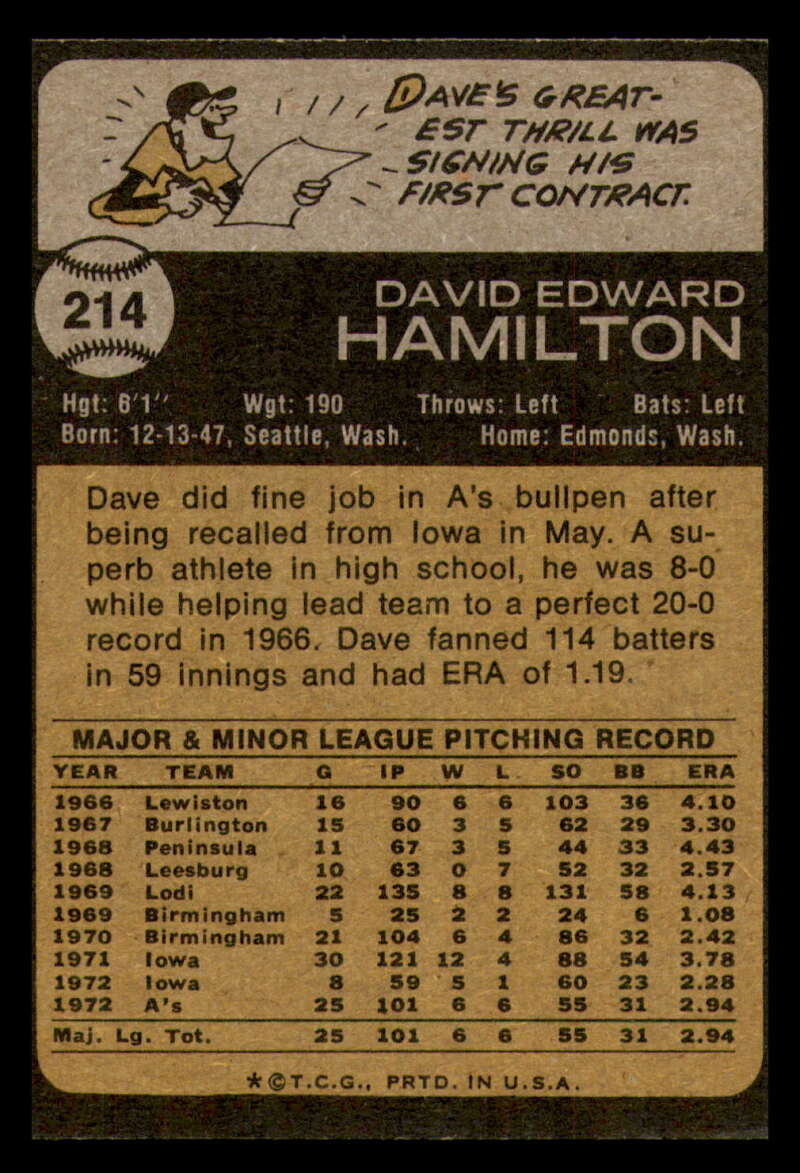 DAVE'S GREAT-
EST THRILL WAS
SIGNING HIS
FIRST CONTRACT.
214
DAVID EDWARD
HAMILTON
Hgt: 6'1" Wgt: 190 Throws: Left Bats: Left
Born: 12-13-47, Seattle, Wash. Home: Edmonds, Wash.
Dave did fine job in A's bullpen after
being recalled from Iowa in May. A su-
perb athlete in high school, he was 8-0
while helping lead team to a perfect 20-0
record in 1966. Dave fanned 114 batters
in 59 innings and had ERA of 1.19.
MAJOR & MINOR LEAGUE PITCHING RECORD
YEAR TEAM G IP W L SO BB ERA
1966 Lewiston 16 90 6 6 103 36 4.10
1967 Burlington 15 60 3 5 62 29 3.30
1968 Peninsula 11 67 3 5 44 33 4.43
1968 Leesburg 10 63 0 7 52 32 2.57
1969 Lodi 22 135 8 8 131 58 4.13
1969 Birmingham 5 25 2 2 24 6 1.08
1970 Birmingham 21 104 6 4 86 32 2.42
1971 Iowa 30 121 12 4 88 54 3.78
1972 Iowa 8 59 5 1 60 23 2.28
1972 A's 25 101 6 6 55 31 2.94
Maj. Lg. Tot. 25 101 6 6 55 31 2.94
*©T.C.G., PRTD. IN U.S.A.